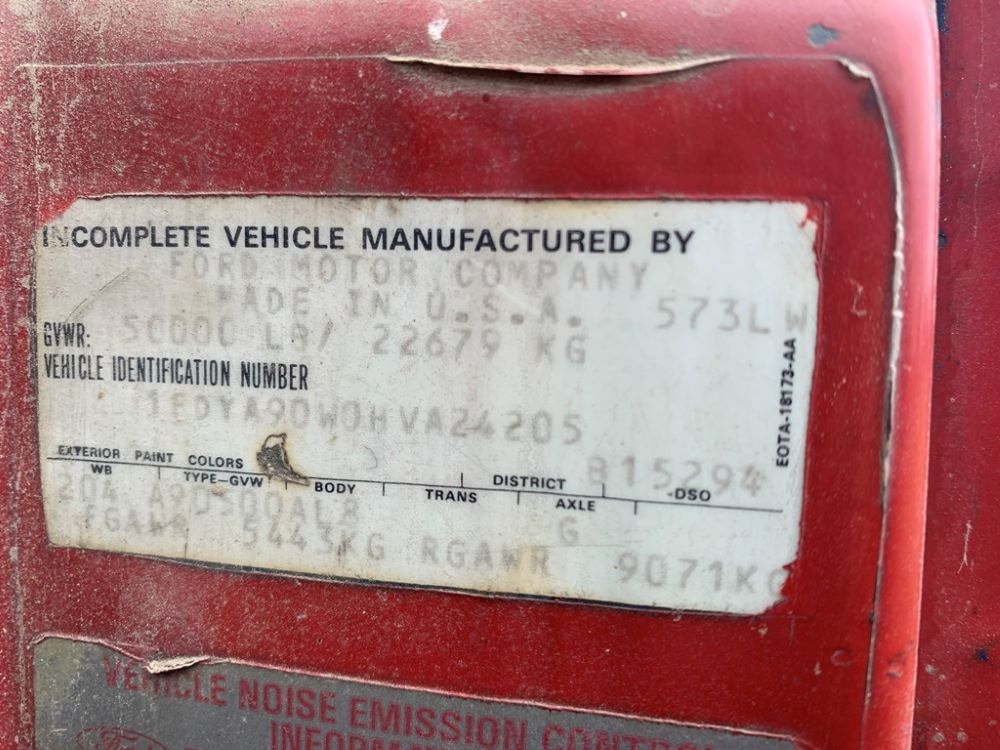 INCOMPLETE VEHICLE MANUFACTURED BY
FORD MOTOR COMPANY
MADE IN U.S.A. 573L W
GVWR: 50000 LB/ 22679 KG
VEHICLE IDENTIFICATION NUMBER
1FDYA90W0HVA24205
EOTA-18173-AA
EXTERIOR PAINT COLORS DISTRICT -DSO
815294
WB TYPE-GVW BODY TRANS AXLE
204 G
FGAWR 5443KG RGAWR 9071KG
VEHICLE NOISE EMISSION CONTROL